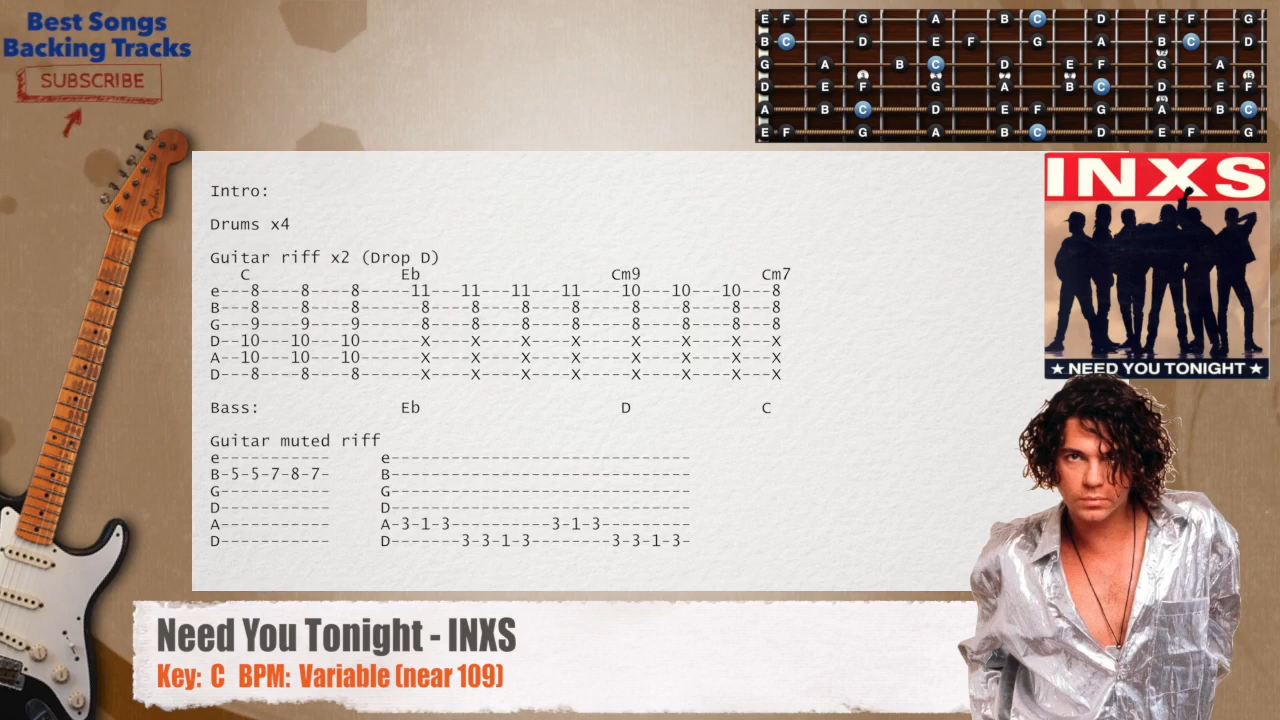 Best Songs
Backing Tracks
SUBSCRIBE
E F G A B C D E F G
B C D E F G A B C D
G A B C D E F G A
D E F G A B C D E F
A B C D E F G A B C
E F G A B C D E F G
Intro:
Drums x4
Guitar riff x2 (Drop D)
C Eb Cm9 Cm7
e---8----8----8-----11---11---11---11----10---10---10---8
B---8----8----8------8----8----8----8-----8----8----8---8
G---9----9----9------8----8----8----8-----8----8----8---8
D--10---10---10------X----X----X----X-----X----X----X---X
A--10---10---10------X----X----X----X-----X----X----X---X
D---8----8----8------X----X----X----X-----X----X----X---X
Bass: Eb D C
Guitar muted riff
e----------- e------------------------------
B-5-5-7-8-7- B------------------------------
G----------- G------------------------------
D----------- D------------------------------
A----------- A-3-1-3----------3-1-3---------
D----------- D-------3-3-1-3--------3-3-1-3-
INXS
★ NEED YOU TONIGHT ★
Need You Tonight - INXS
Key: C BPM: Variable (near 109)